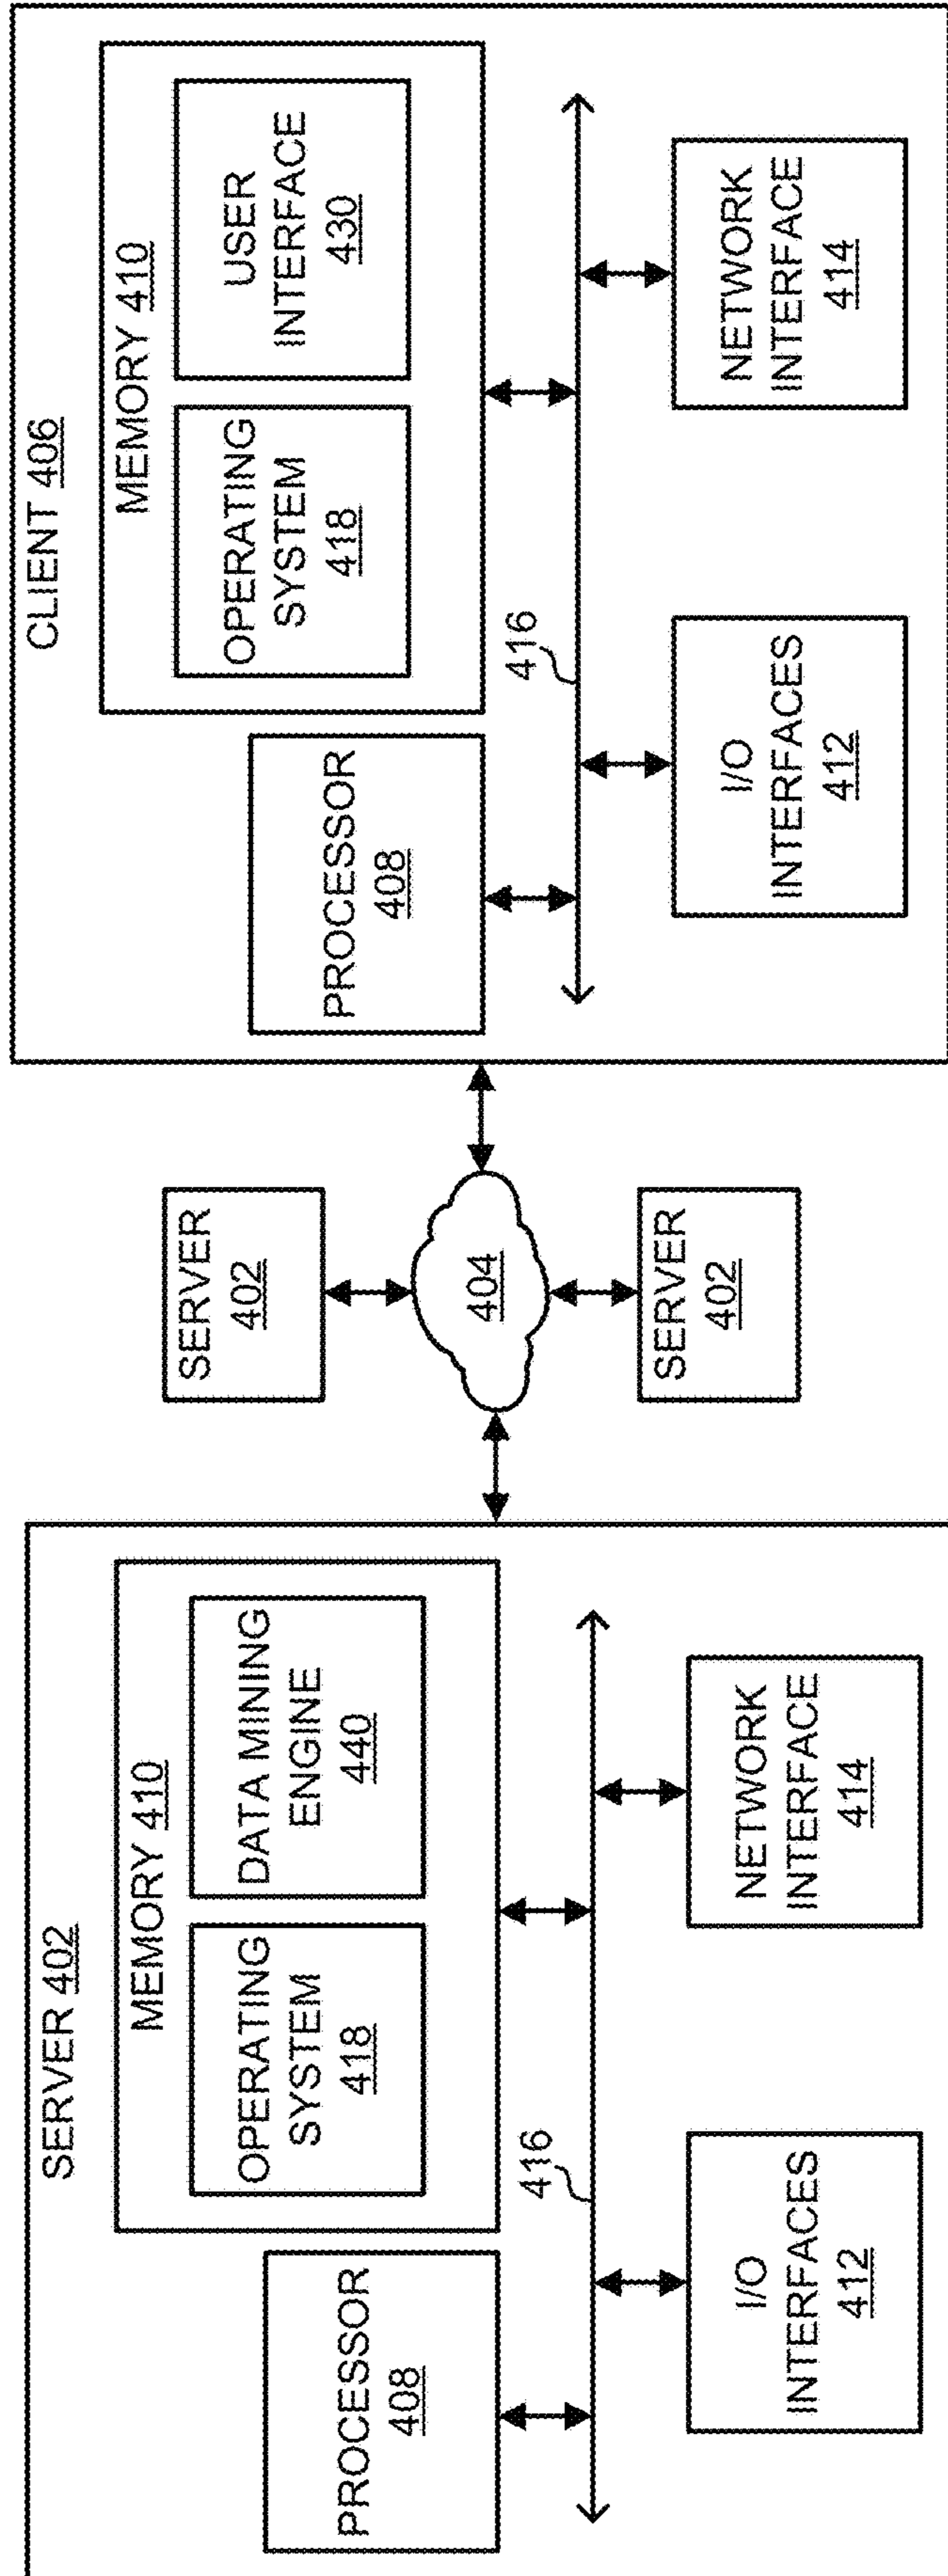 SERVER 402
PROCESSOR
408
MEMORY 410
OPERATING
SYSTEM
418
DATA MINING
ENGINE
440
416
I/O
INTERFACES
412
NETWORK
INTERFACE
414
SERVER
402
404
SERVER
402
CLIENT 406
PROCESSOR
408
MEMORY 410
OPERATING
SYSTEM
418
USER
INTERFACE
430
416
I/O
INTERFACES
412
NETWORK
INTERFACE
414